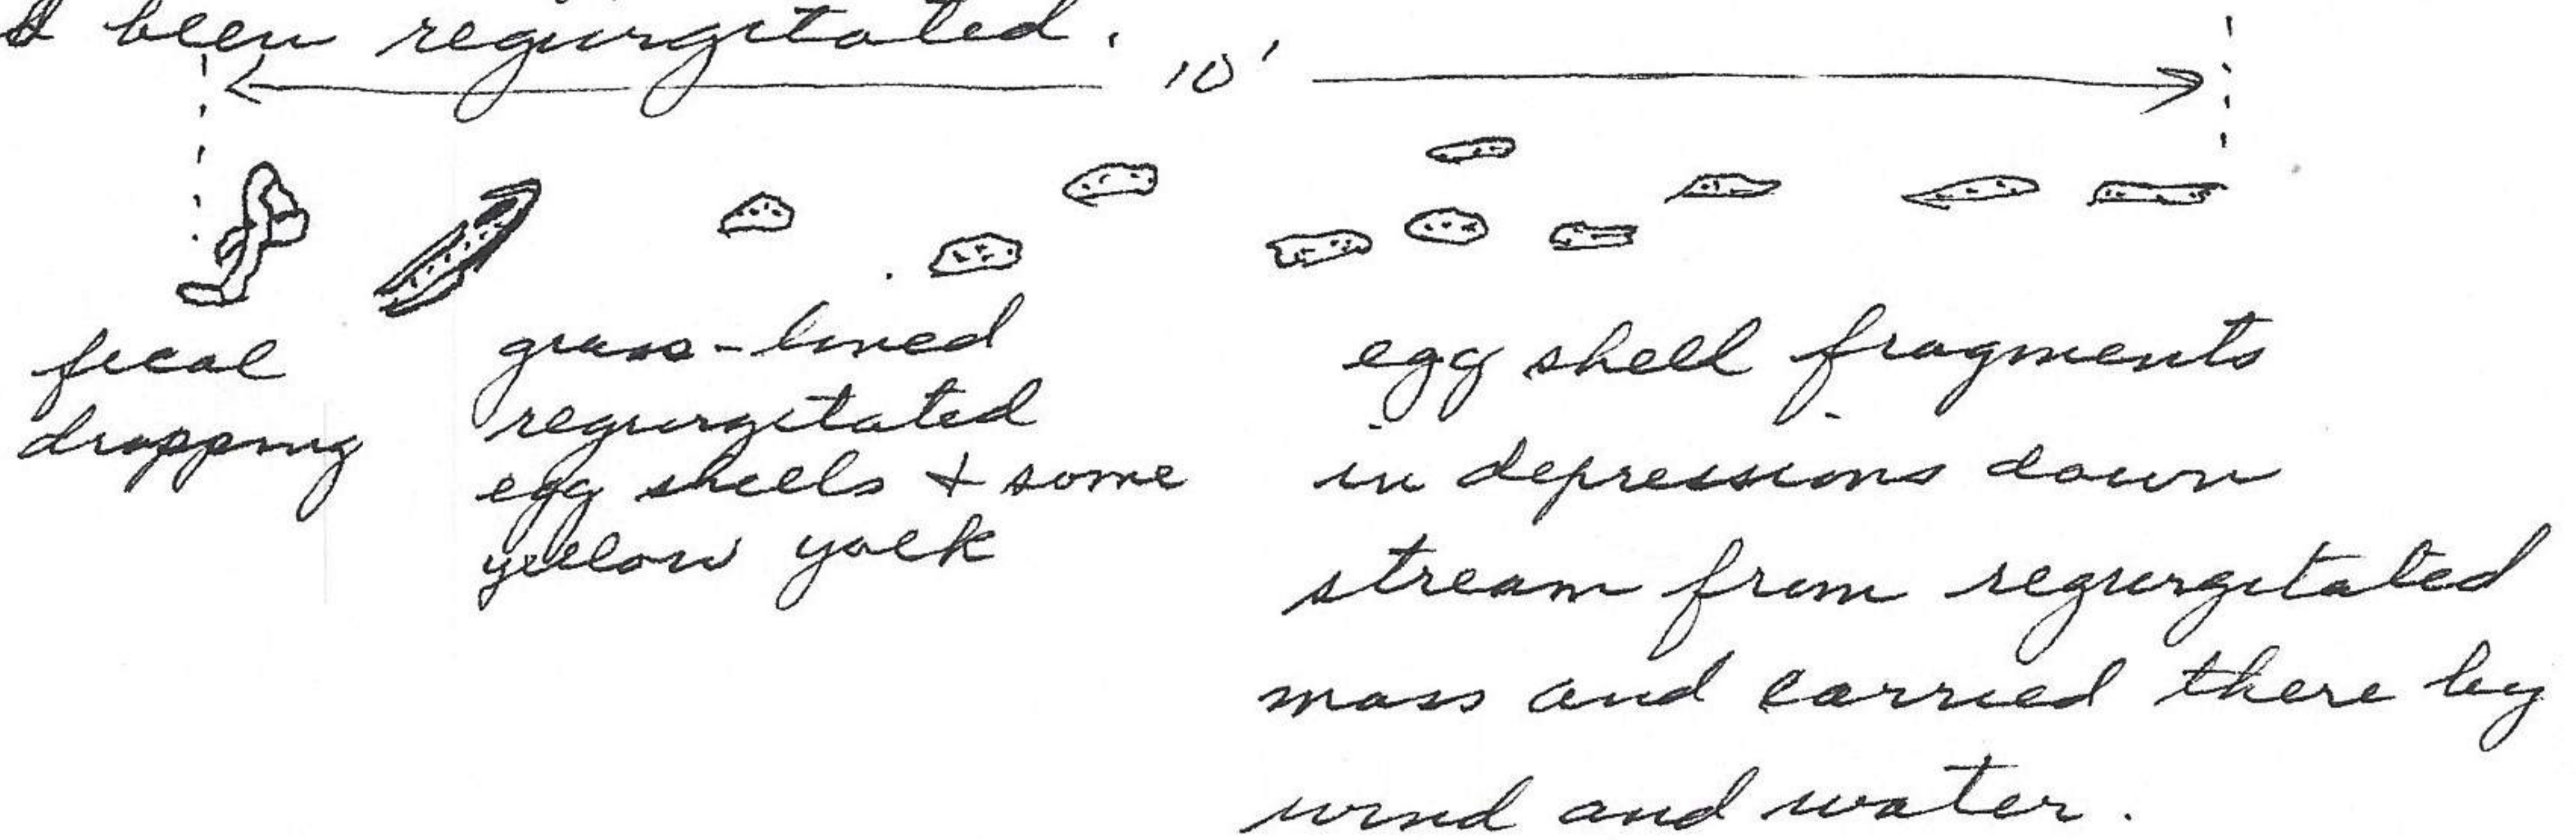 been regurgitated.
10'
fecal
dropping
grass-lined
regurgitated
egg shells + some
yellow yolk
egg shell fragments
in depressions down
stream from regurgitated
mass and carried there by
wind and water.